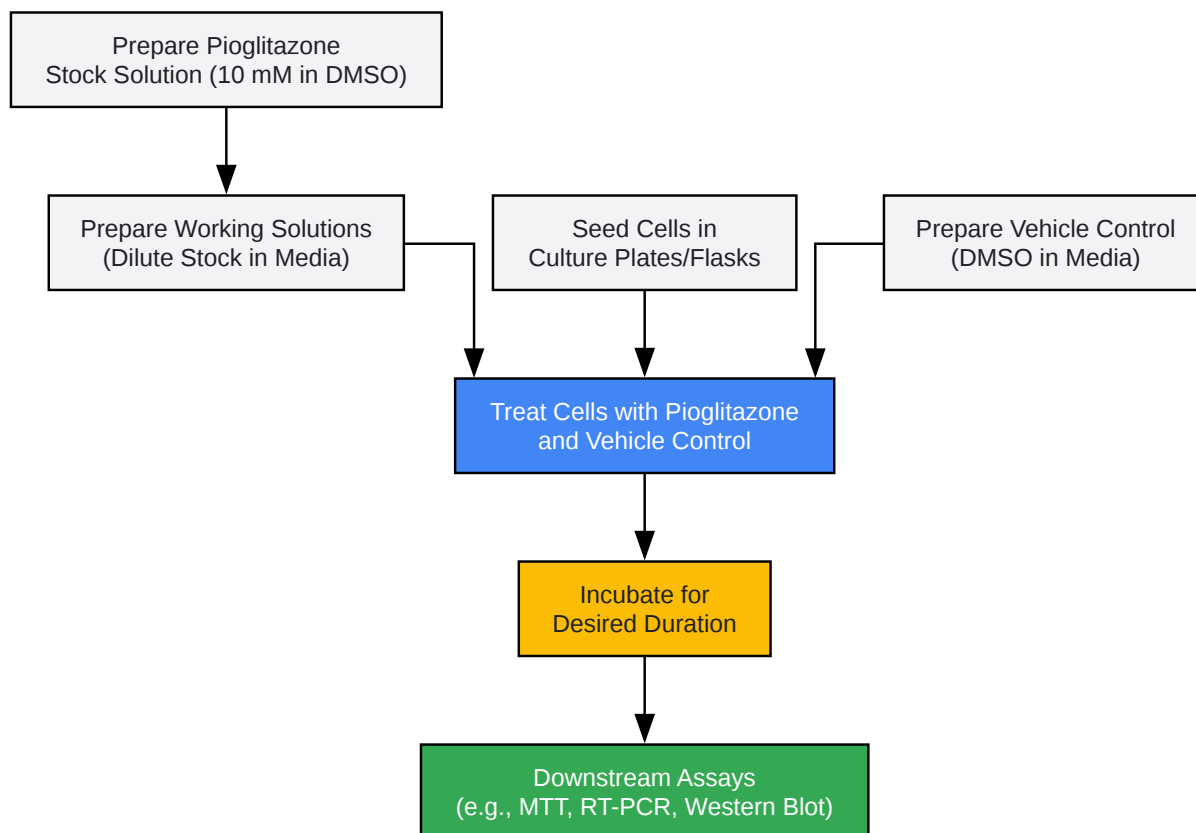 Prepare Pioglitazone
Stock Solution (10 mM in DMSO)
Prepare Working Solutions
(Dilute Stock in Media)
Seed Cells in
Culture Plates/Flasks
Prepare Vehicle Control
(DMSO in Media)
Treat Cells with Pioglitazone
and Vehicle Control
Incubate for
Desired Duration
Downstream Assays
(e.g., MTT, RT-PCR, Western Blot)